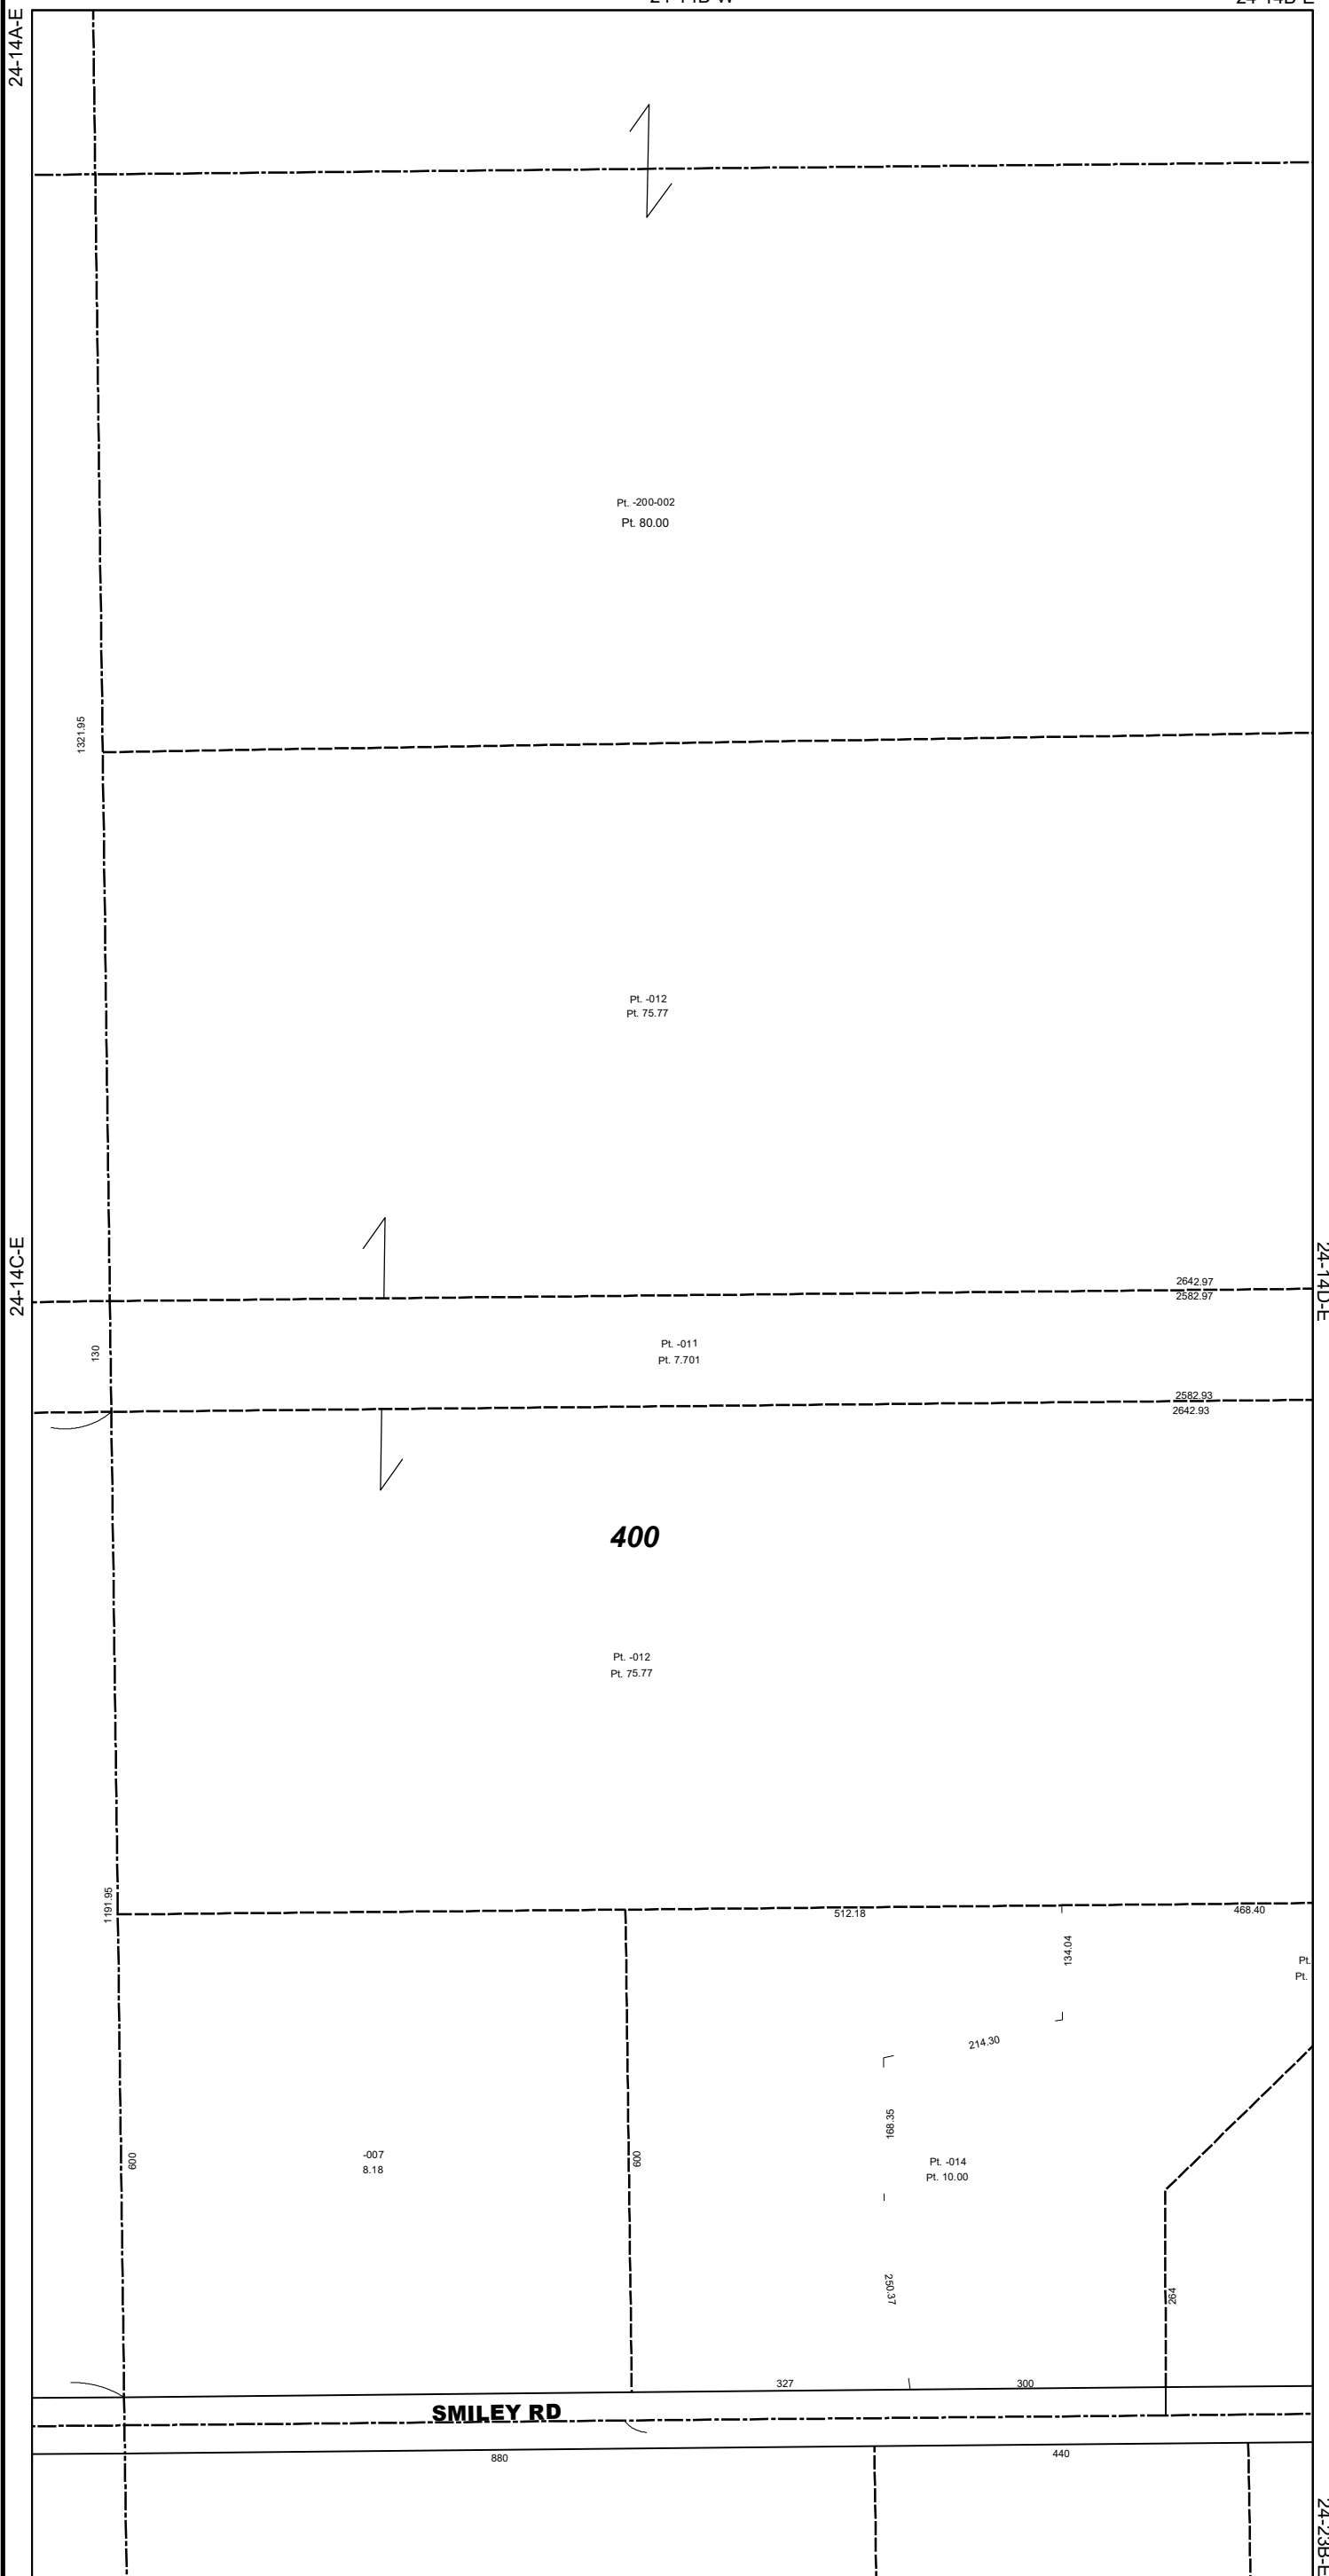 24-14A-E
Pt. -200-002
Pt. 80.00
1321.95
Pt. -012
Pt. 75.77
24-14C-E
24-14D-E
2642.97
2582.97
130
Pt. -011
Pt. 7.701
2582.93
2642.93
400
Pt. -012
Pt. 75.77
1191.95
512.18
468.40
134.04
Pt.
Pt.
214.30
168.35
600
-007
8.18
600
Pt. -014
Pt. 10.00
250.37
264
327
300
SMILEY RD
880
440
24-23B-E